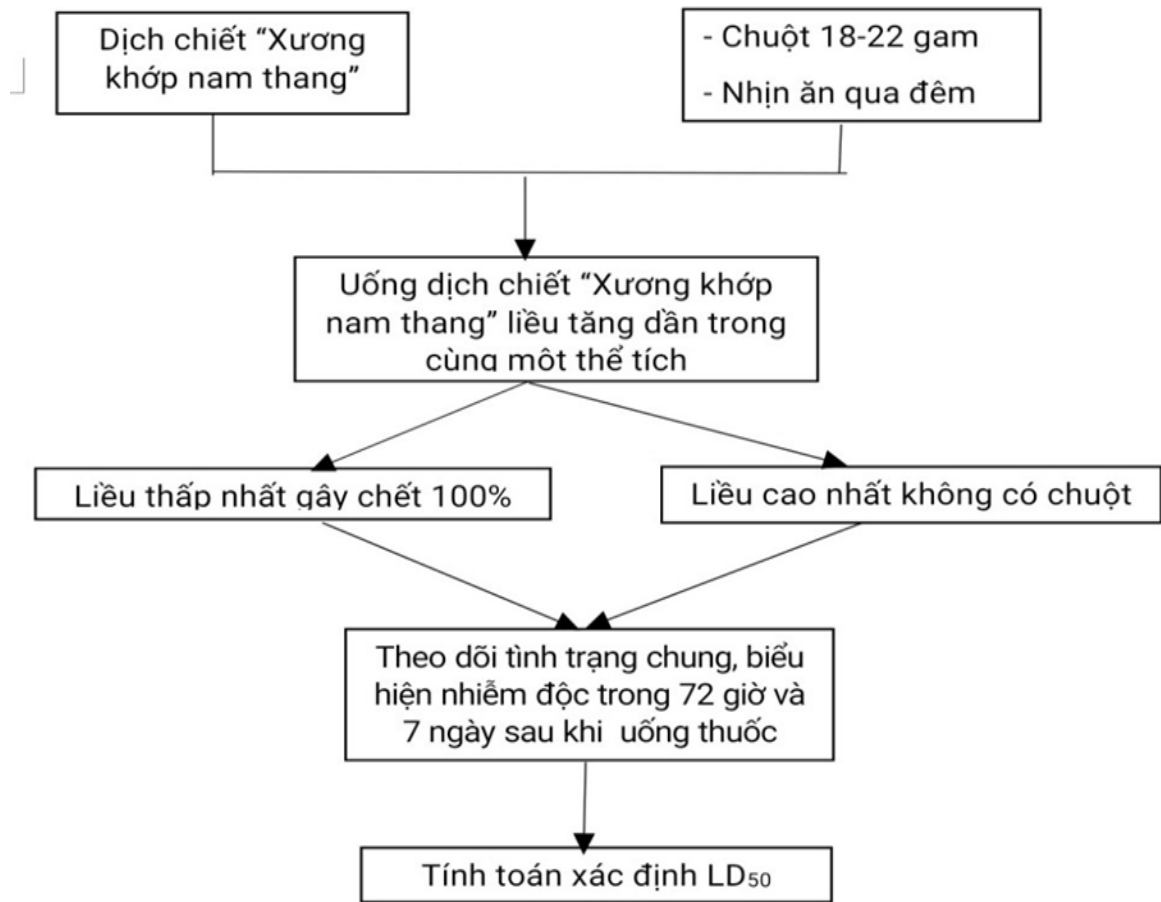 Dịch chiết “Xương
khớp nam thang”
- Chuột 18-22 gam
- Nhịn ăn qua đêm
Uống dịch chiết “Xương khớp
nam thang” liều tăng dần trong
cùng một thể tích
Liều thấp nhất gây chết 100%
Liều cao nhất không có chuột
Theo dõi tình trạng chung, biểu
hiện nhiễm độc trong 72 giờ và
7 ngày sau khi uống thuốc
Tính toán xác định LD₅₀